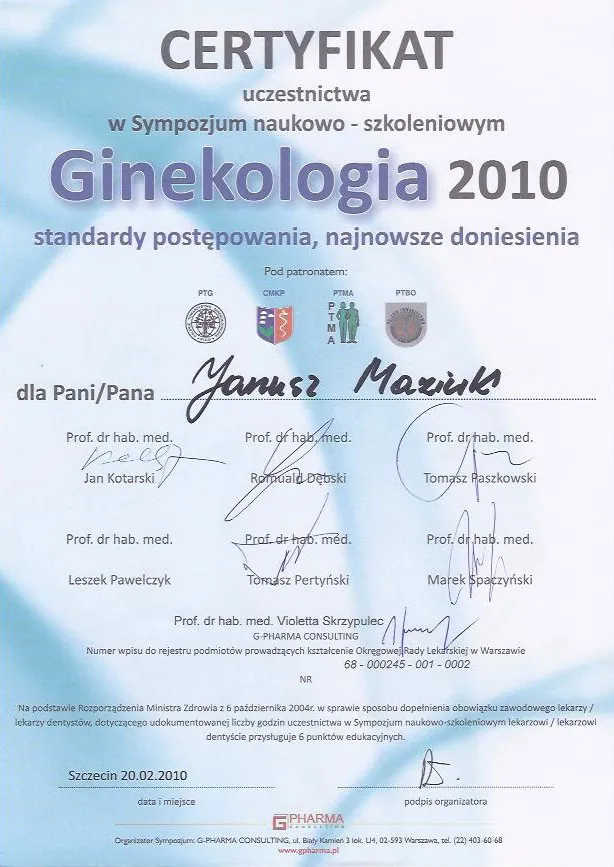 CERTYFIKAT
uczestnictwa
w Sympozjum naukowo - szkoleniowym
Ginekologia 2010
standardy postępowania, najnowsze doniesienia
Pod patronatem:
PTG CMKP PTMA PTBO
P
T
M
A
dla Pani/Pana Janusz
Prof. dr hab. med. Prof. dr hab. med. Prof. dr hab. med.
Jan Kotarski Romuald Dębski Tomasz Paszkowski
Prof. dr hab. med. Prof. dr hab. med. Prof. dr hab. med.
Leszek Pawelczyk Tomasz Pertyński Marek Spaczyński
Prof. dr hab. med. Violetta Skrzypulec
G-PHARMA CONSULTING
Numer wpisu do rejestru podmiotów prowadzących kształcenie Okręgowej Rady Lekarskiej w Warszawie
68 - 000245 - 001 - 0002
NR
Na podstawie Rozporządzenia Ministra Zdrowia z 6 października 2004r. w sprawie sposobu dopełnienia obowiązku zawodowego lekarzy /
lekarzy dentystów, dotyczącego udokumentowanej liczby godzin uczestnictwa w Sympozjum naukowo-szkoleniowym lekarzowi / lekarzowi
dentyście przysługuje 6 punktów edukacyjnych.
Szczecin 20.02.2010
data i miejsce podpis organizatora
G PHARMA
CONSULTING
Organizator Sympozjum: G-PHARMA CONSULTING, ul. Biały Kamień 3 lok. U4, 02-593 Warszawa, tel. (22) 403-60-68
www.gpharma.pl